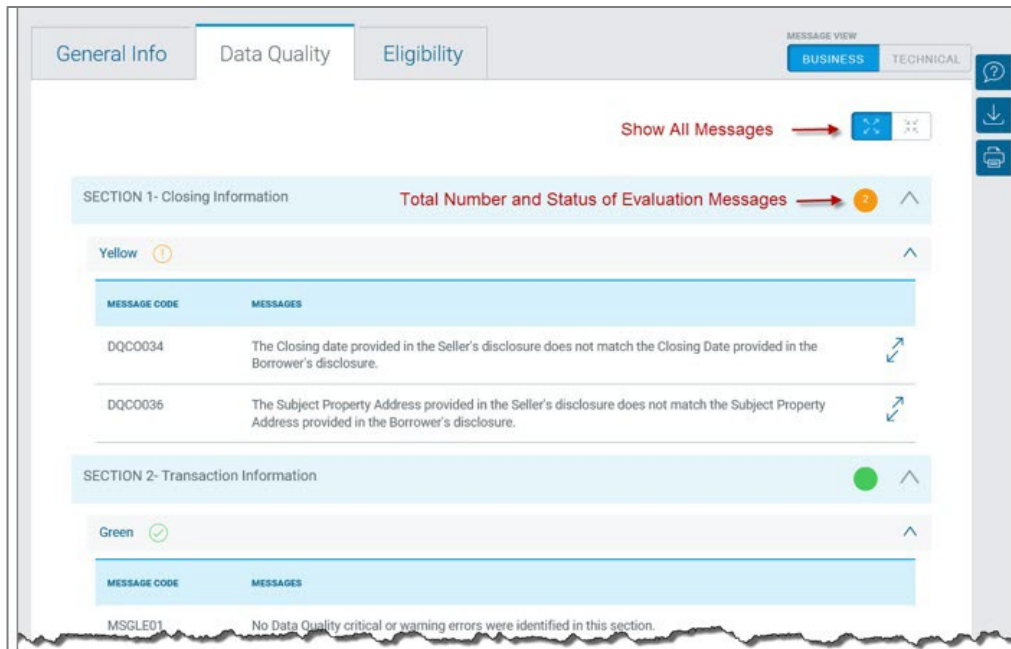 MESSAGE VIEW
General Info Data Quality Eligibility BUSINESS TECHNICAL
Show All Messages
SECTION 1- Closing Information Total Number and Status of Evaluation Messages 2
Yellow
MESSAGE CODE MESSAGES
DQCO034 The Closing date provided in the Seller's disclosure does not match the Closing Date provided in the
Borrower's disclosure.
DQCO036 The Subject Property Address provided in the Seller's disclosure does not match the Subject Property
Address provided in the Borrower's disclosure.
SECTION 2- Transaction Information
Green
MESSAGE CODE MESSAGES
MSGLE01 No Data Quality critical or warning errors were identified in this section.